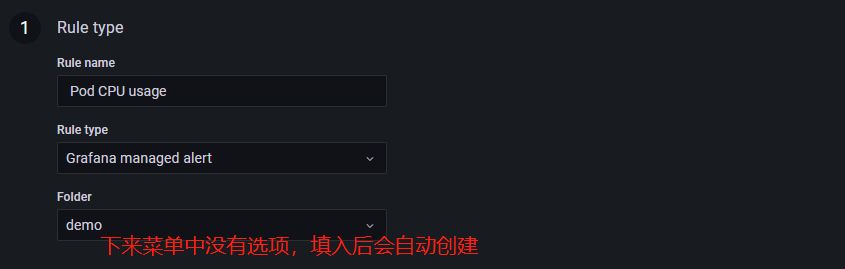 1 Rule type
Rule name
Pod CPU usage
Rule type
Grafana managed alert
Folder
demo
下来菜单中没有选项，填入后会自动创建